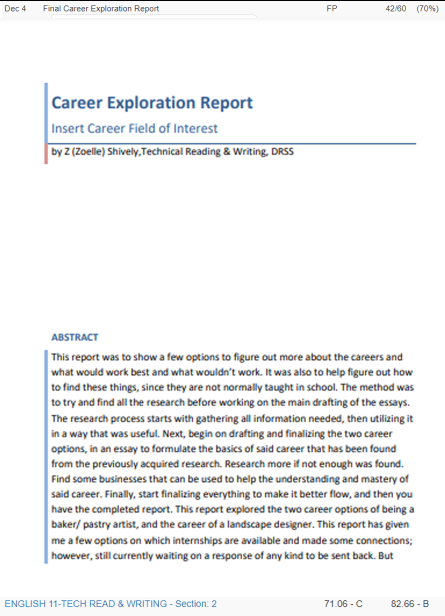 Dec 4 Final Career Exploration Report FP 42/60 (70%)
Career Exploration Report
Insert Career Field of Interest
by Z (Zoelle) Shively,Technical Reading & Writing, DRSS
ABSTRACT
This report was to show a few options to figure out more about the careers and
what would work best and what wouldn't work. It was also to help figure out how
to find these things, since they are not normally taught in school. The method was
to try and find all the research before working on the main drafting of the essays.
The research process starts with gathering all information needed, then utilizing it
in a way that was useful. Next, begin on drafting and finalizing the two career
options, in an essay to formulate the basics of said career that has been found
from the previously acquired research. Research more if not enough was found.
Find some businesses that can be used to help the understanding and mastery of
said career. Finally, start finalizing everything to make it better flow, and then you
have the completed report. This report explored the two career options of being a
baker/ pastry artist, and the career of a landscape designer. This report has given
me a few options on which internships are available and made some connections;
however, still currently waiting on a response of any kind to be sent back. But
ENGLISH 11-TECH READ & WRITING - Section: 2 71.06 - C 82.66 - B